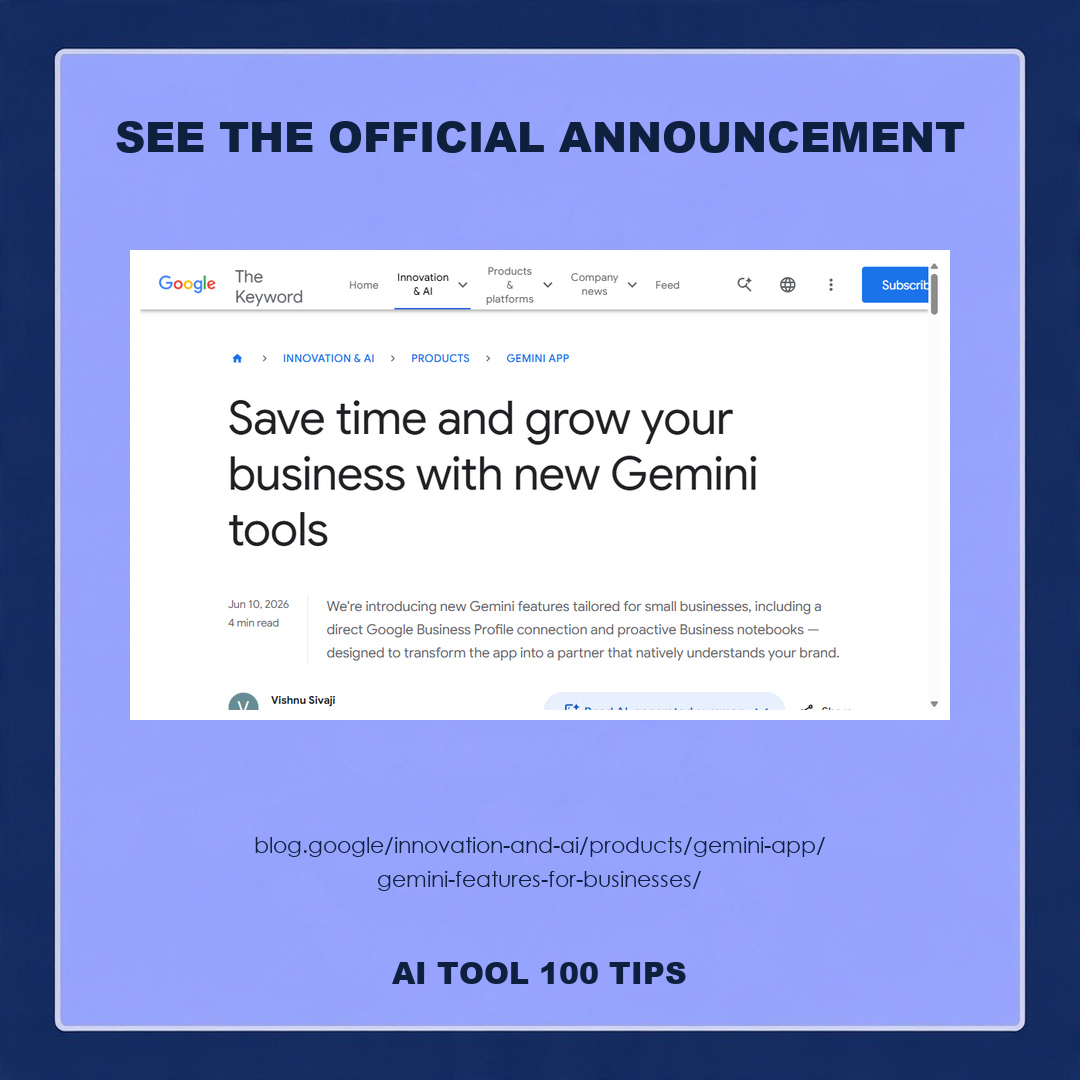 SEE THE OFFICIAL ANNOUNCEMENT
Google The Keyword Home Innovation & AI Products & platforms Company news Feed Subscrib
INNOVATION & AI > PRODUCTS > GEMINI APP
Save time and grow your
business with new Gemini
tools
Jun 10, 2026
4 min read
We're introducing new Gemini features tailored for small businesses, including a
direct Google Business Profile connection and proactive Business notebooks —
designed to transform the app into a partner that natively understands your brand.
V
Vishnu Sivaji
blog.google/innovation-and-ai/products/gemini-app/
gemini-features-for-businesses/
AI TOOL 100 TIPS